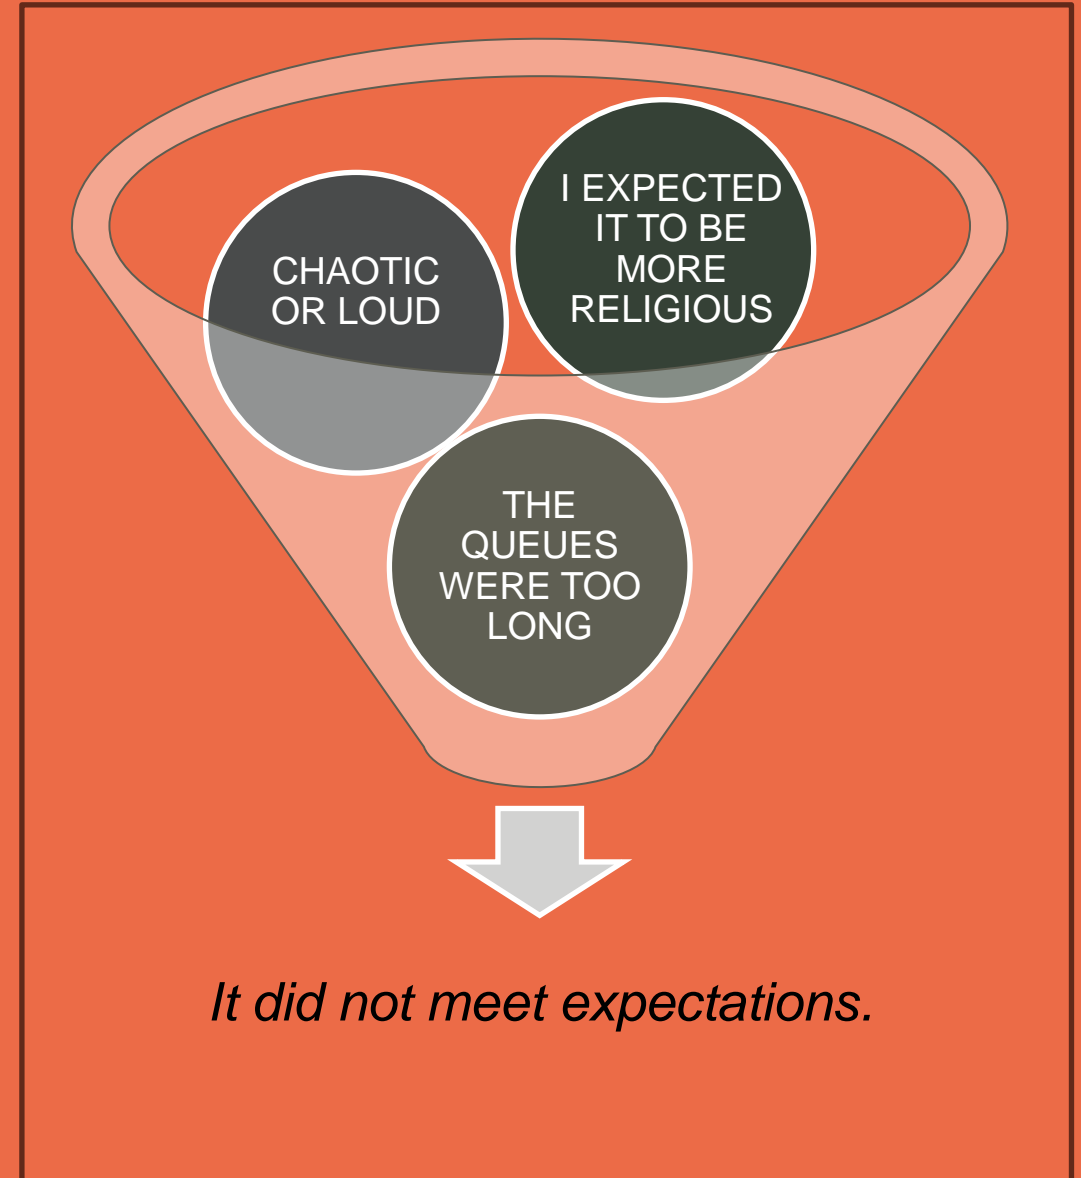 CHAOTIC
OR LOUD
I EXPECTED
IT TO BE
MORE
RELIGIOUS
THE
QUEUES
WERE TOO
LONG
It did not meet expectations.